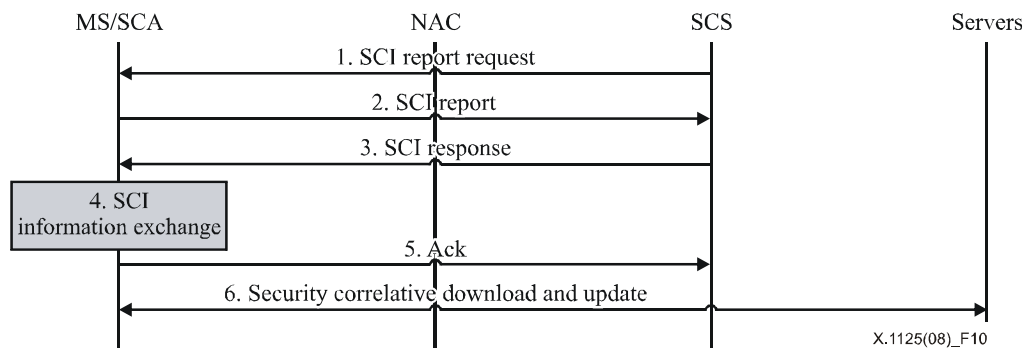 MS/SCA NAC SCS Servers
1. SCI report request
2. SCI report
3. SCI response
4. SCI
information exchange
5. Ack
6. Security correlative download and update
X.1125(08)_F10